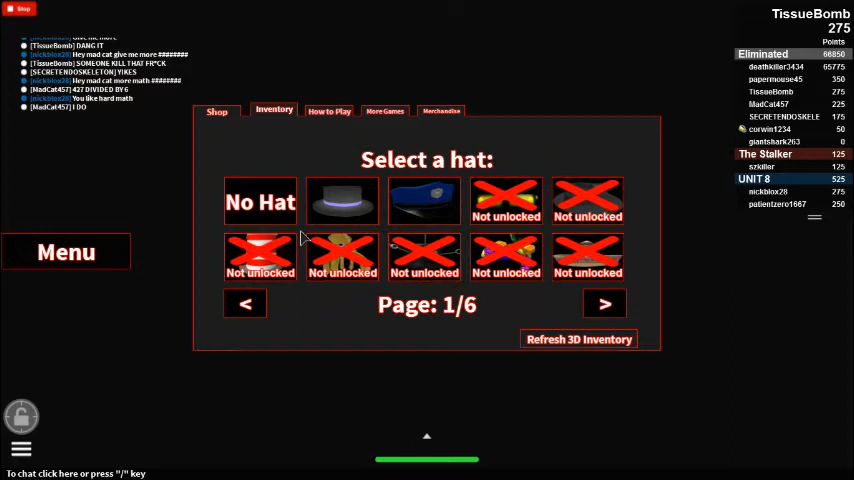 Stop
[nickblox28] Give me more
[TissueBomb] DANG IT
[nickblox28] Hey mad cat give me more ########
[TissueBomb] SOMEONE KILL THAT FR*CK
[SECRETENDOSKELETON] YIKES
[nickblox28] Hey mad cat more math ########
[MadCat457] 427 DIVIDED BY 6
[nickblox28] You like hard math
[MadCat457] I DO
TissueBomb
275
Points
Eliminated 66850
deathkiller3434 65775
papermouse45 350
TissueBomb 275
MadCat457 225
SECRETENDOSKELE 175
corwin1234 50
giantshark263 0
The Stalker 125
szkiller 125
UNIT 8 525
nickblox28 275
patientzero1667 250
Shop
Inventory
How to Play
More Games
Merchandise
Select a hat:
No Hat
Not unlocked
Not unlocked
Not unlocked
Not unlocked
Not unlocked
Not unlocked
Not unlocked
<
Page: 1/6
>
Refresh 3D Inventory
Menu
To chat click here or press "/" key